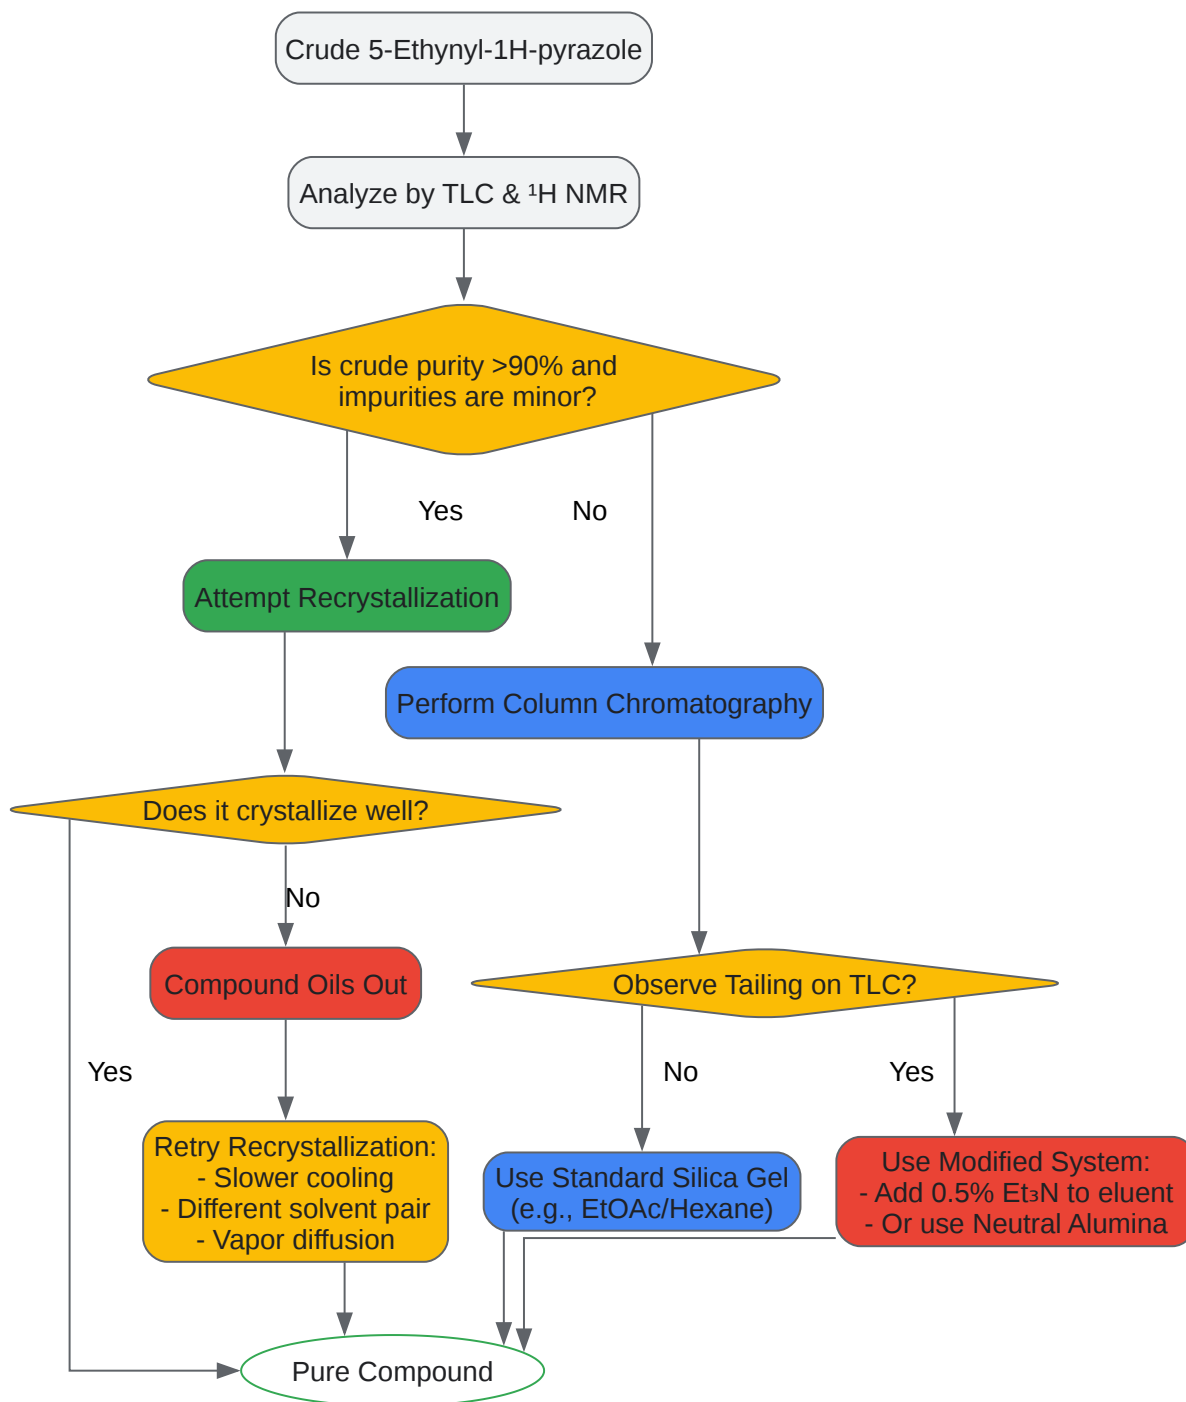 Crude 5-Ethynyl-1H-pyrazole
Analyze by TLC & ¹H NMR
Is crude purity >90% and
impurities are minor?
Yes
No
Attempt Recrystallization
Perform Column Chromatography
Does it crystallize well?
No
Compound Oils Out
Observe Tailing on TLC?
Yes
No
Yes
Retry Recrystallization:
- Slower cooling
- Different solvent pair
- Vapor diffusion
Use Standard Silica Gel
(e.g., EtOAc/Hexane)
Use Modified System:
- Add 0.5% Et₃N to eluent
- Or use Neutral Alumina
Pure Compound